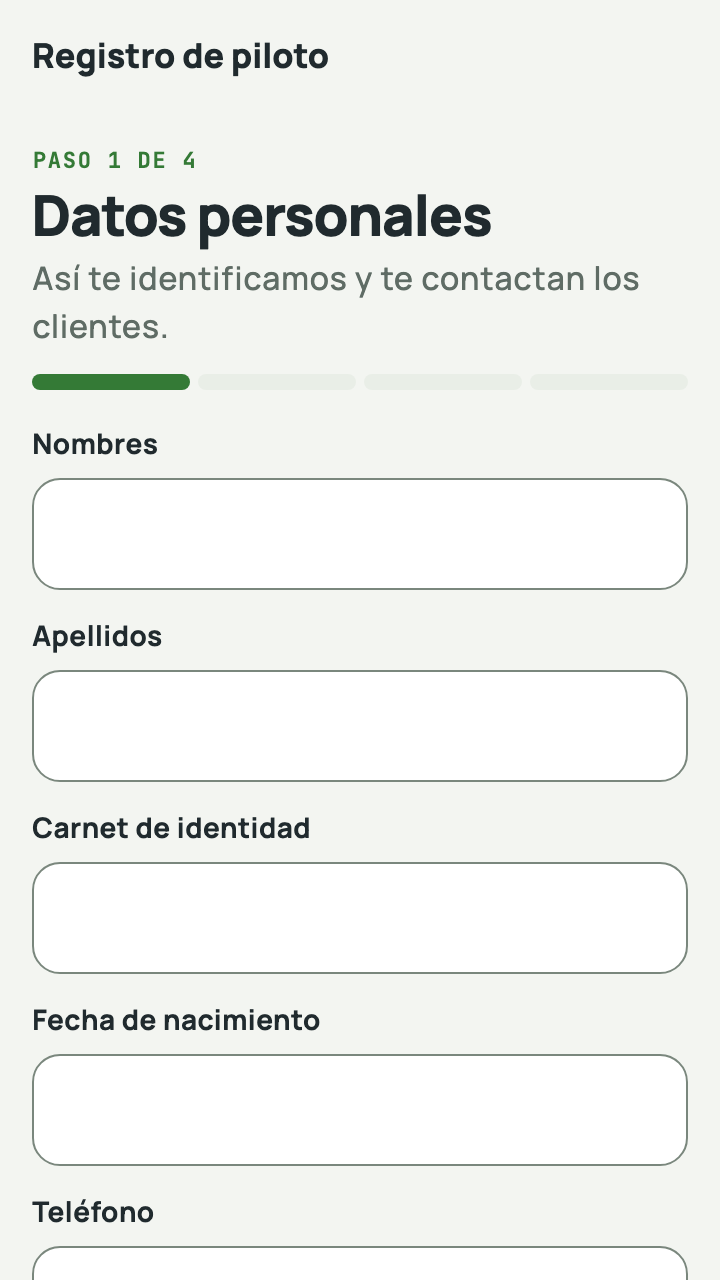 Registro de piloto
PASO 1 DE 4
Datos personales
Así te identificamos y te contactan los
clientes.
Nombres
Apellidos
Carnet de identidad
Fecha de nacimiento
Teléfono